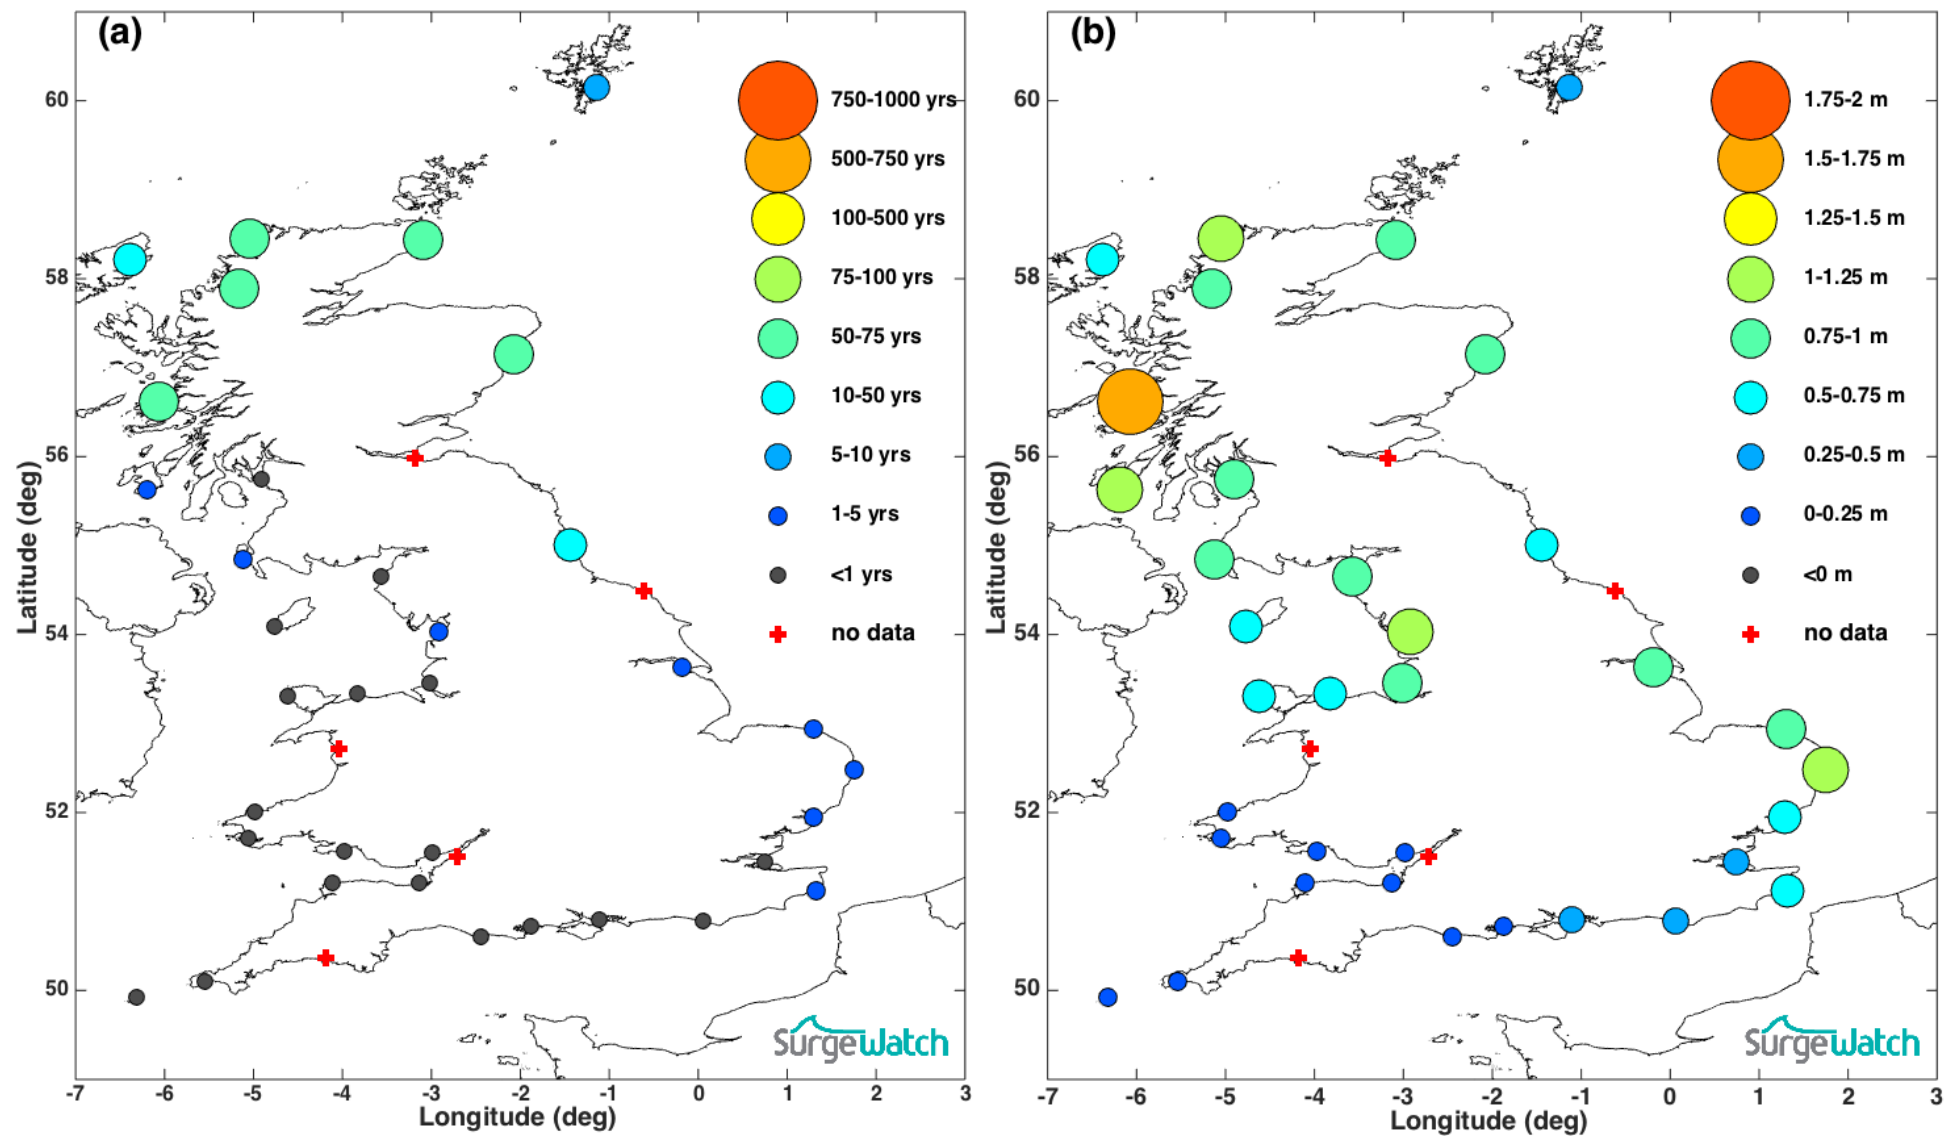 (a)
750-1000 yrs
500-750 yrs
100-500 yrs
75-100 yrs
50-75 yrs
10-50 yrs
5-10 yrs
1-5 yrs
<1 yrs
no data
60
58
56
54
52
50
Latitude (deg)
-7 -6 -5 -4 -3 -2 -1 0 1 2 3
Longitude (deg)
SurgeWatch
(b)
1.75-2 m
1.5-1.75 m
1.25-1.5 m
1-1.25 m
0.75-1 m
0.5-0.75 m
0.25-0.5 m
0-0.25 m
<0 m
no data
60
58
56
54
52
50
Latitude (deg)
-7 -6 -5 -4 -3 -2 -1 0 1 2 3
Longitude (deg)
SurgeWatch